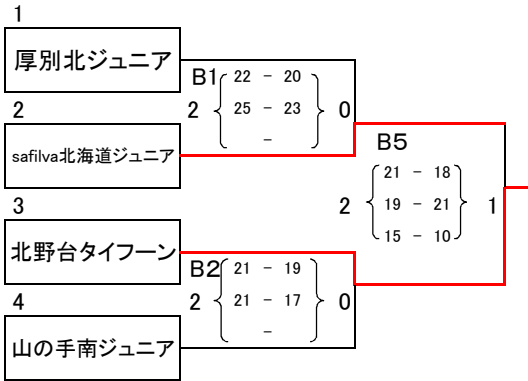 1
厚別北ジュニア
B1
22 - 20
2 25 - 23 0
-
2
safilva北海道ジュニア
B5
21 - 18
2 19 - 21 1
15 - 10
3
北野台タイフーン
B2
21 - 19
2 21 - 17 0
-
4
山の手南ジュニア